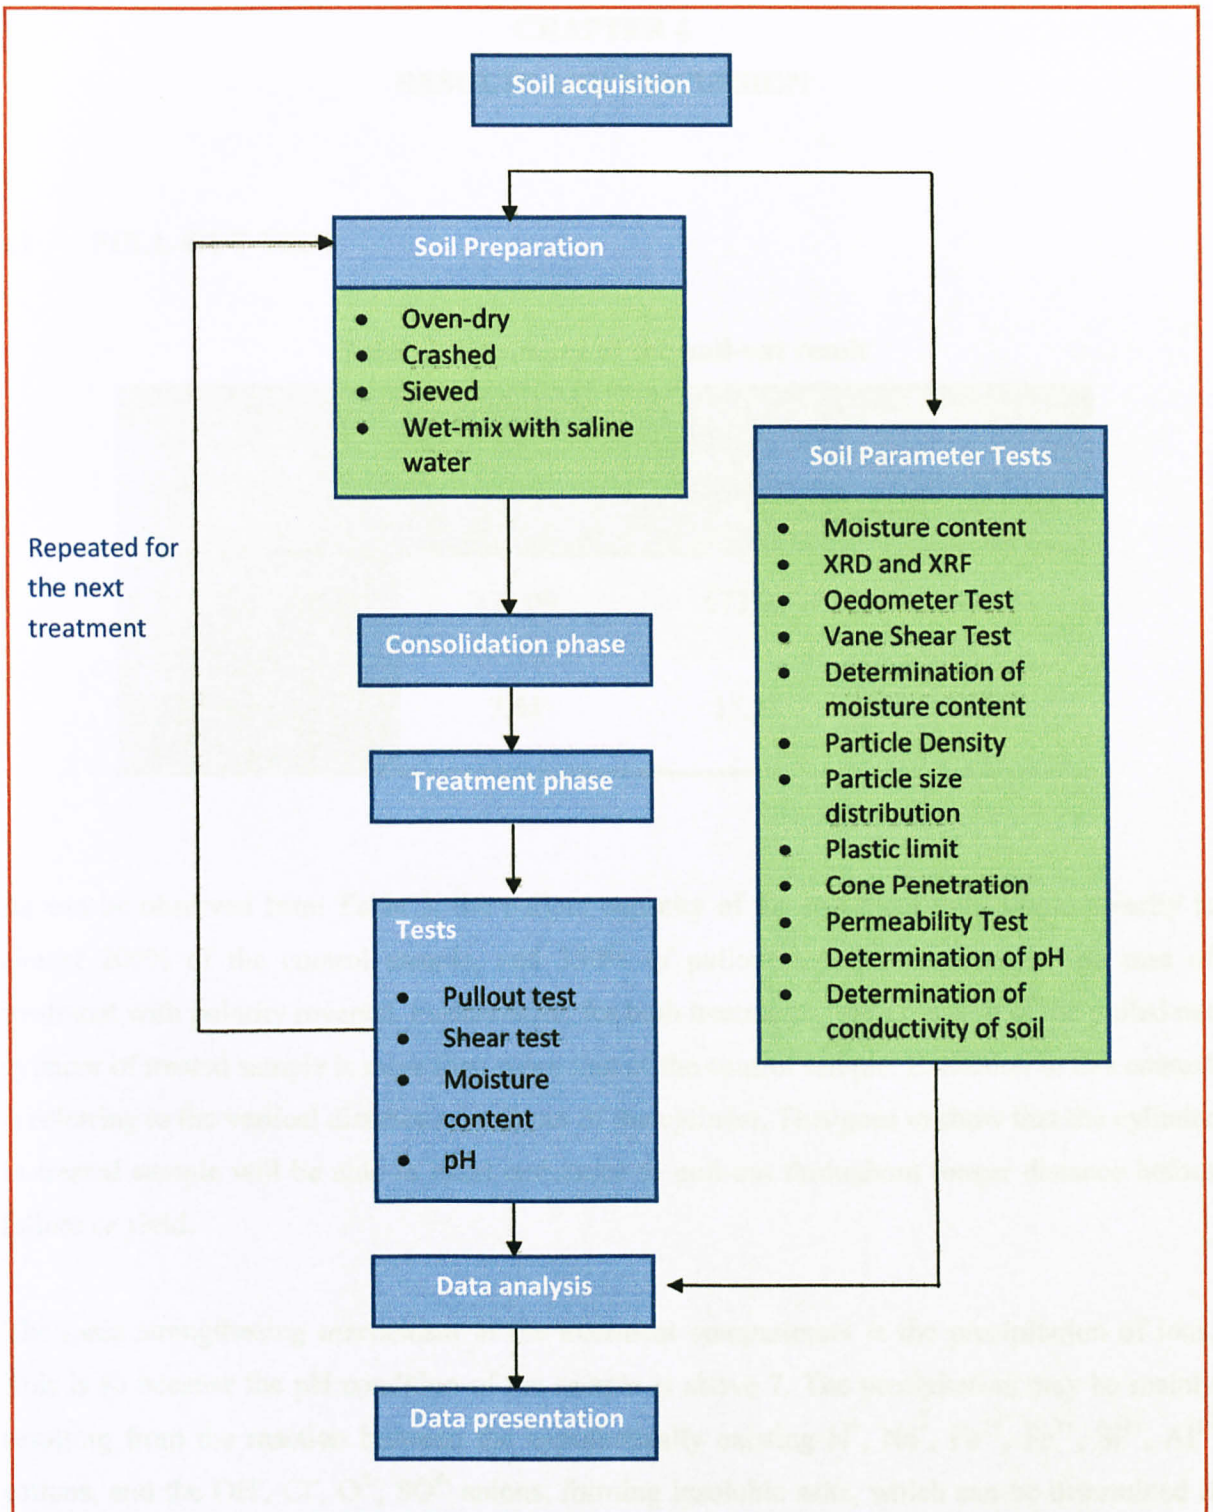 Soil acquisition
Soil Preparation
• Oven-dry
• Crashed
• Sieved
• Wet-mix with saline
water
Repeated for
the next
treatment
Consolidation phase
Treatment phase
Tests
• Pullout test
• Shear test
• Moisture
content
• pH
Soil Parameter Tests
• Moisture content
• XRD and XRF
• Oedometer Test
• Vane Shear Test
• Determination of
moisture content
• Particle Density
• Particle size
distribution
• Plastic limit
• Cone Penetration
• Permeability Test
• Determination of pH
• Determination of
conductivity of soil
Data analysis
Data presentation